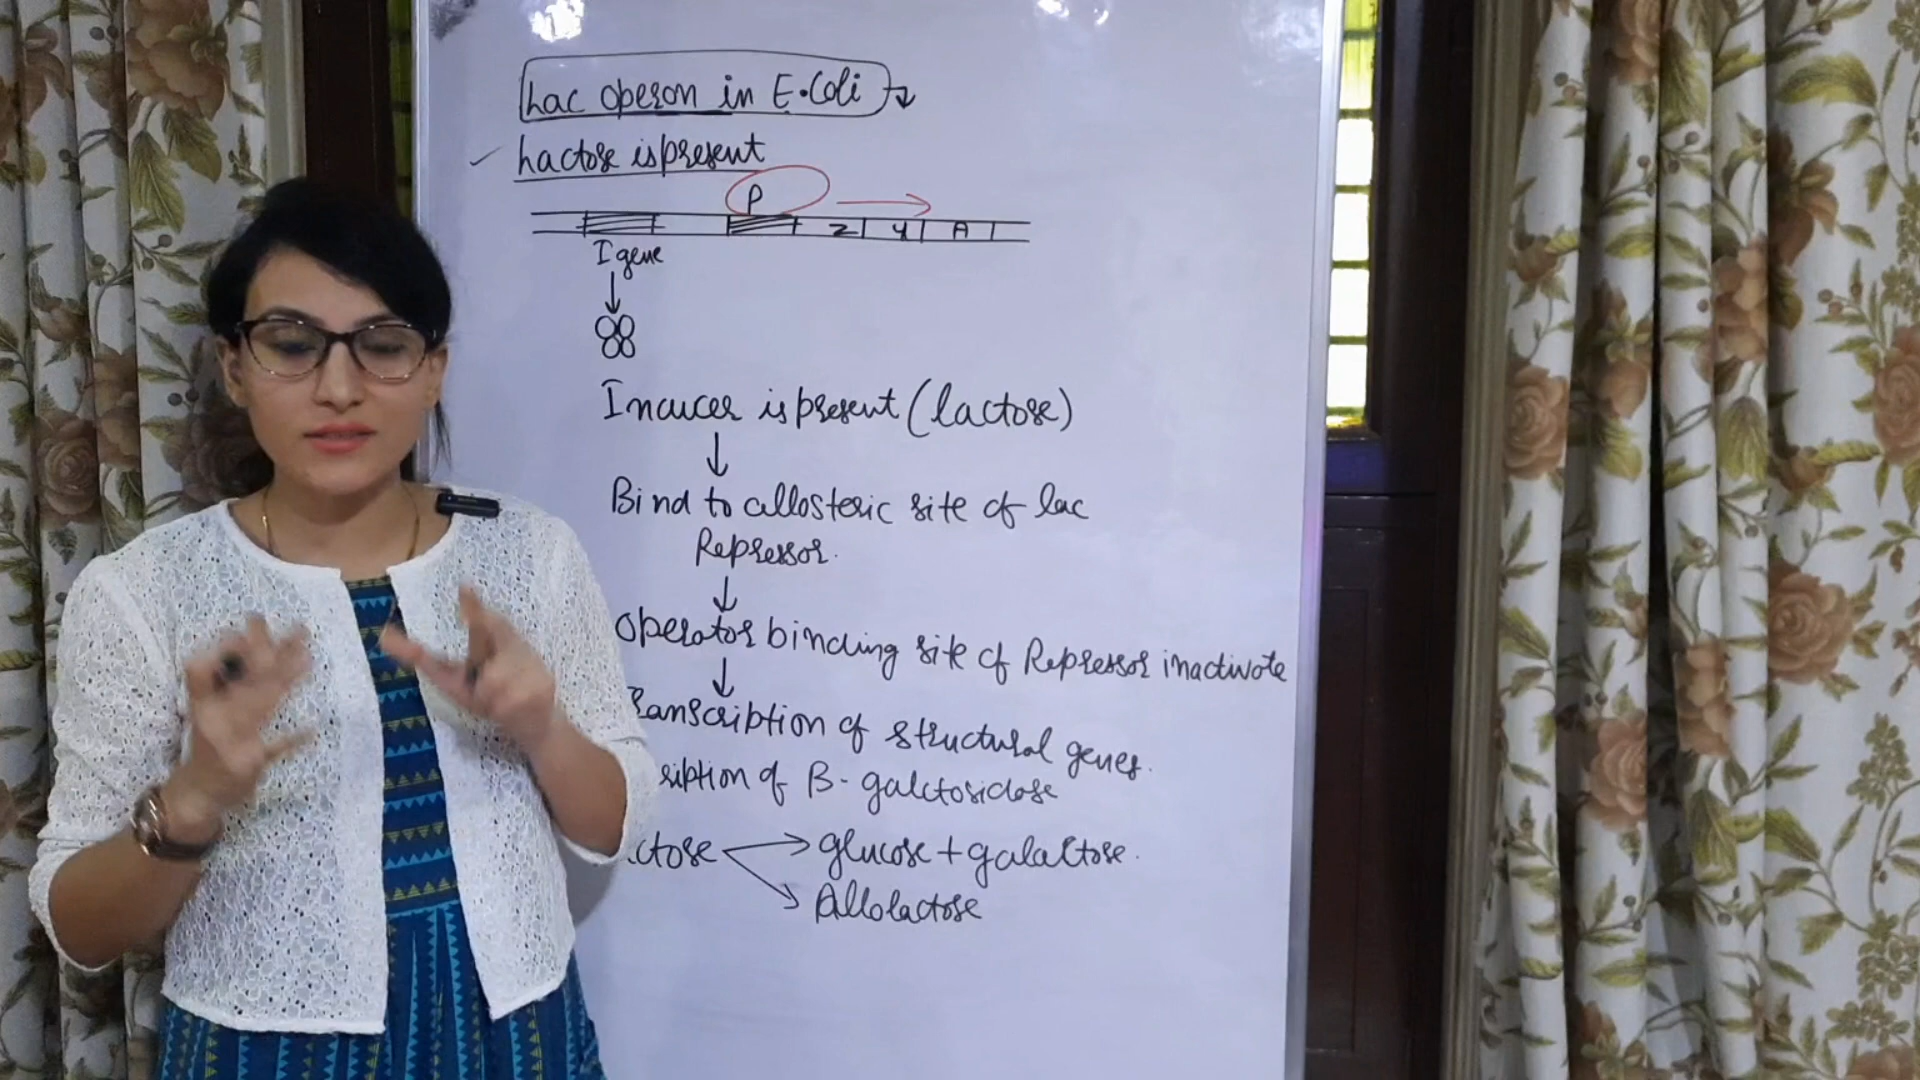 Lac operon in E.Coli
Lactose is present
P
Z Y A
I gene
Inducer is present (lactose)
Bind to allosteric site of lac
Repressor.
Operator binding site of Repressor inactivate
ranscription of structural genes.
ription of B-galctosidase
ctose glucose + galactose.
Allolactose